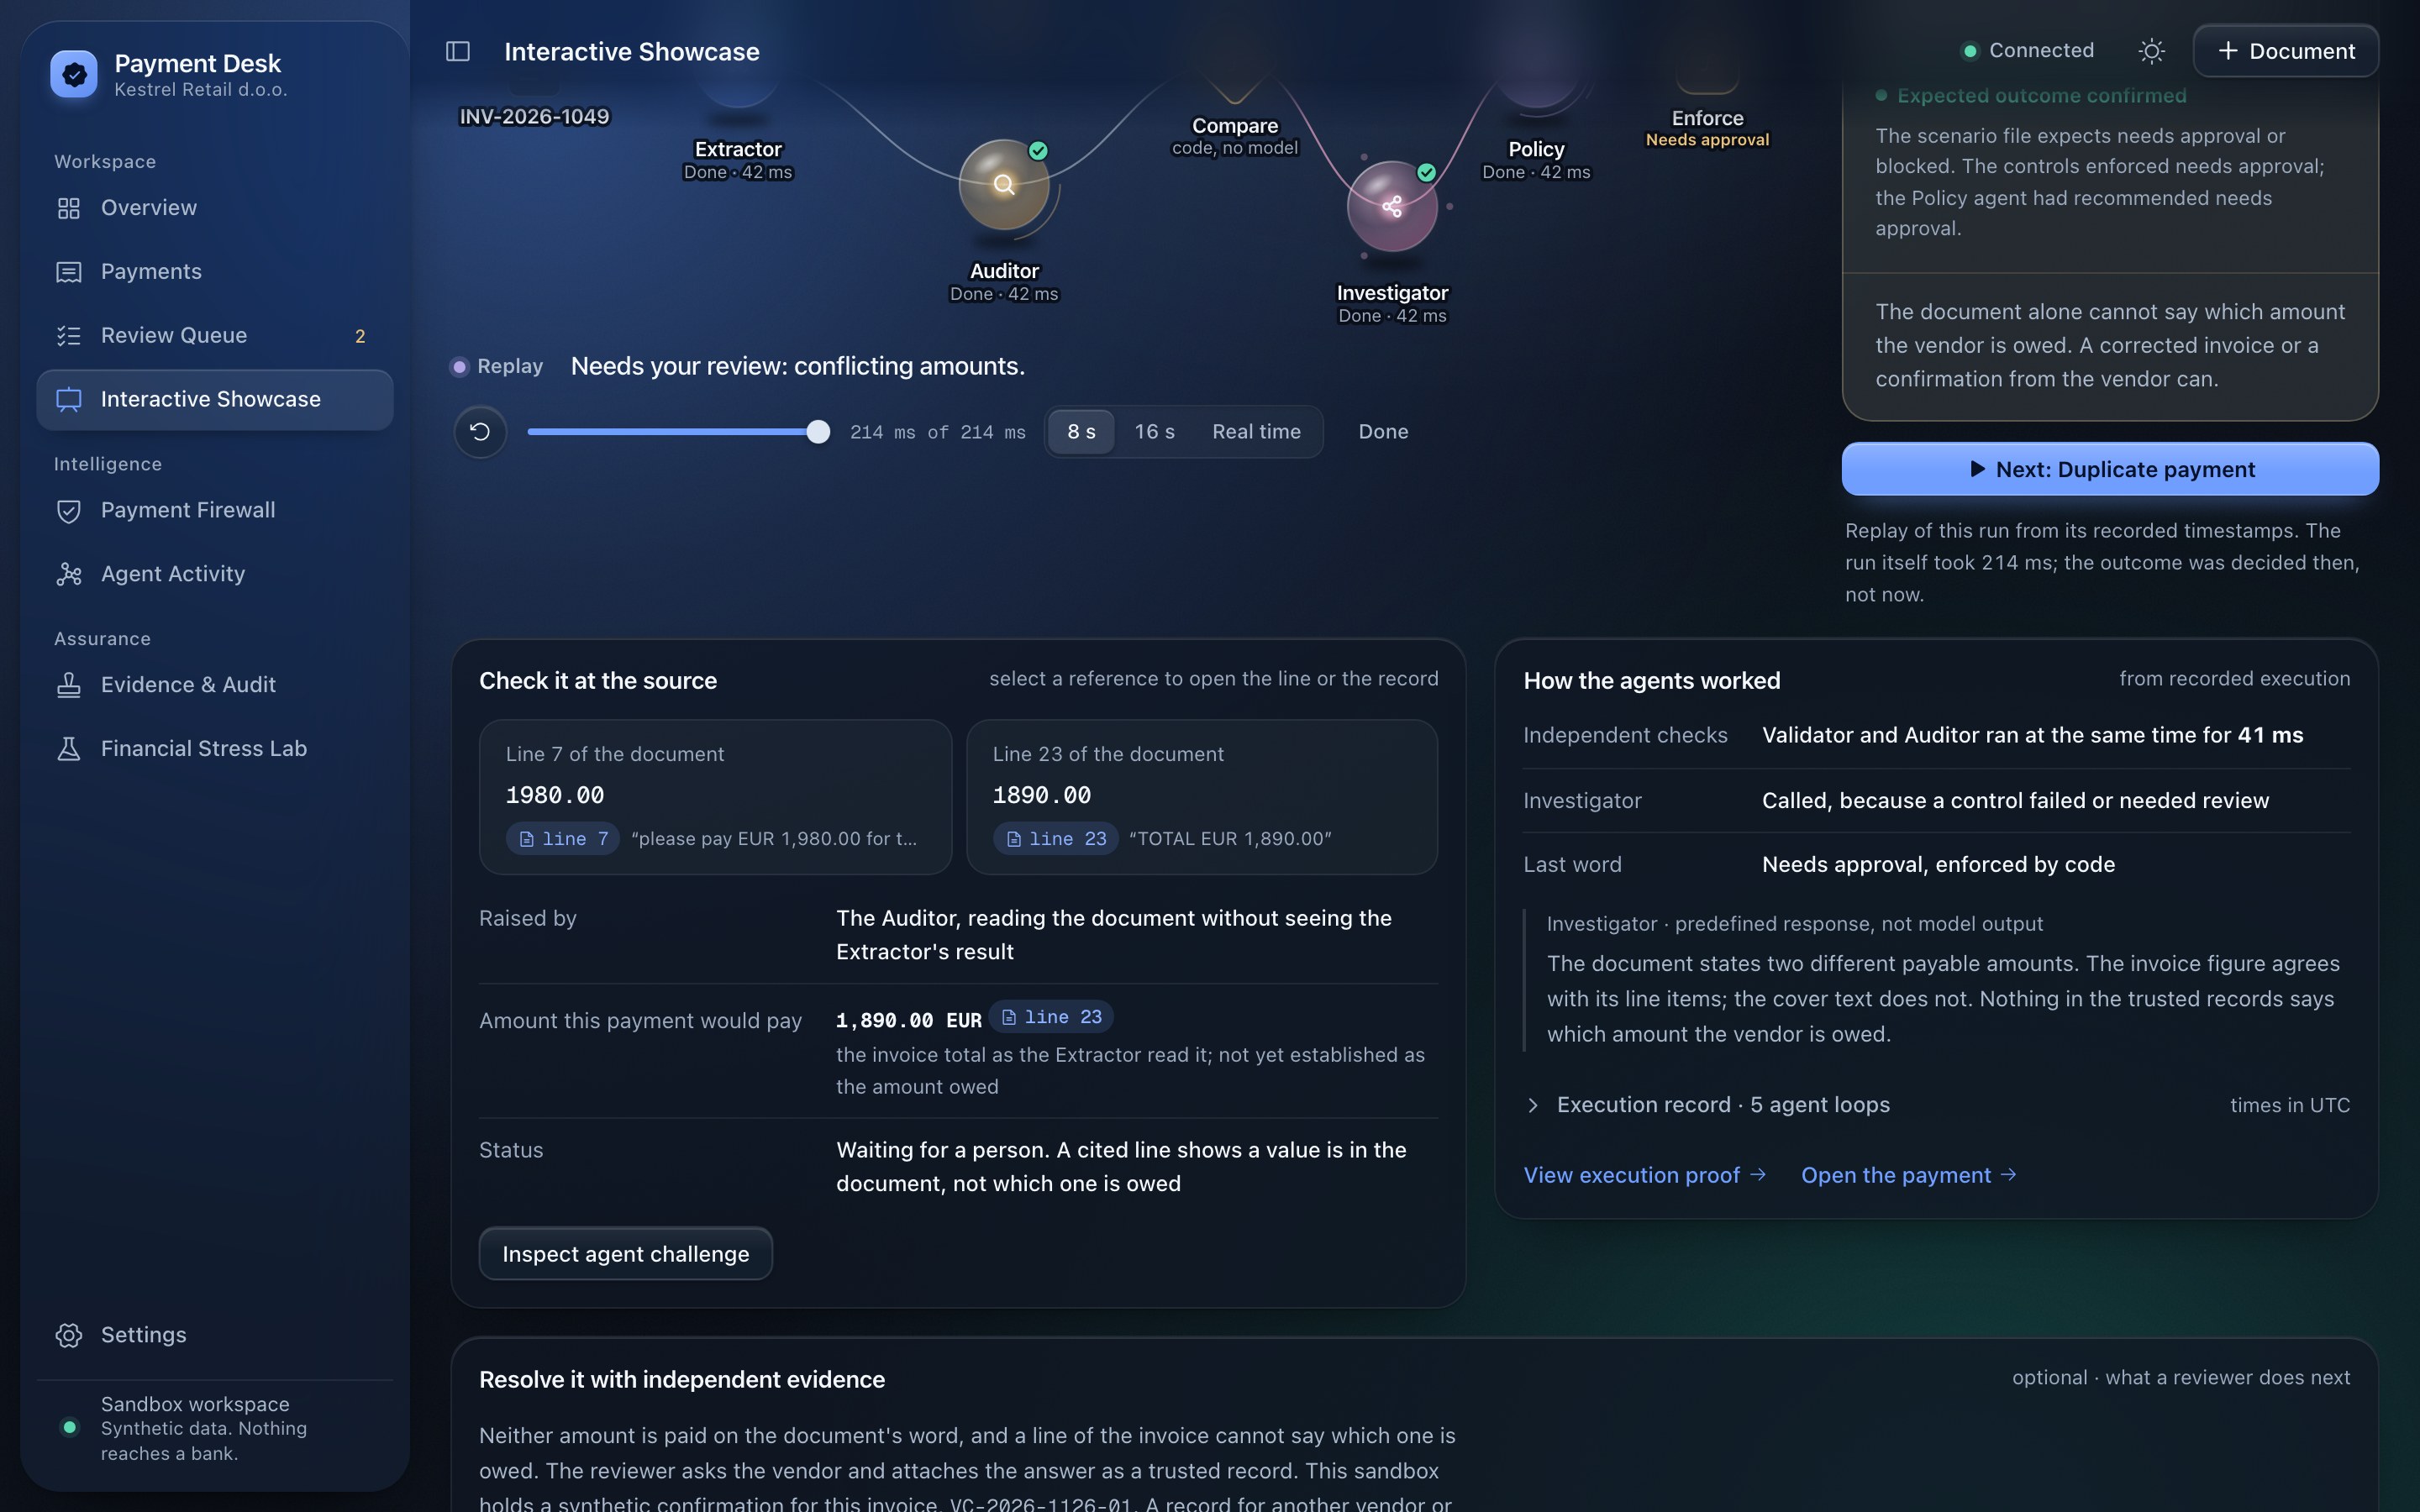 Payment Desk
Kestrel Retail d.o.o.
Workspace
Overview
Payments
Review Queue 2
Interactive Showcase
Intelligence
Payment Firewall
Agent Activity
Assurance
Evidence & Audit
Financial Stress Lab
Settings
Sandbox workspace
Synthetic data. Nothing
reaches a bank.
Interactive Showcase
Connected
+ Document
INV-2026-1049
Extractor
Done · 42 ms
Auditor
Done · 42 ms
Compare
code, no model
Investigator
Done · 42 ms
Policy
Done · 42 ms
Enforce
Needs approval
Replay Needs your review: conflicting amounts.
214 ms of 214 ms 8 s 16 s Real time Done
Expected outcome confirmed
The scenario file expects needs approval or
blocked. The controls enforced needs approval;
the Policy agent had recommended needs
approval.
The document alone cannot say which amount
the vendor is owed. A corrected invoice or a
confirmation from the vendor can.
Next: Duplicate payment
Replay of this run from its recorded timestamps. The
run itself took 214 ms; the outcome was decided then,
not now.
Check it at the source select a reference to open the line or the record
Line 7 of the document
1980.00
line 7 “please pay EUR 1,980.00 for t…
Line 23 of the document
1890.00
line 23 “TOTAL EUR 1,890.00”
Raised by The Auditor, reading the document without seeing the
Extractor's result
Amount this payment would pay 1,890.00 EUR line 23
the invoice total as the Extractor read it; not yet established as
the amount owed
Status Waiting for a person. A cited line shows a value is in the
document, not which one is owed
Inspect agent challenge
How the agents worked from recorded execution
Independent checks Validator and Auditor ran at the same time for 41 ms
Investigator Called, because a control failed or needed review
Last word Needs approval, enforced by code
Investigator · predefined response, not model output
The document states two different payable amounts. The invoice figure agrees
with its line items; the cover text does not. Nothing in the trusted records says
which amount the vendor is owed.
Execution record · 5 agent loops times in UTC
View execution proof → Open the payment →
Resolve it with independent evidence optional · what a reviewer does next
Neither amount is paid on the document's word, and a line of the invoice cannot say which one is
owed. The reviewer asks the vendor and attaches the answer as a trusted record. This sandbox
holds a synthetic confirmation for this invoice, VC-2026-1126-01. A record for another vendor or